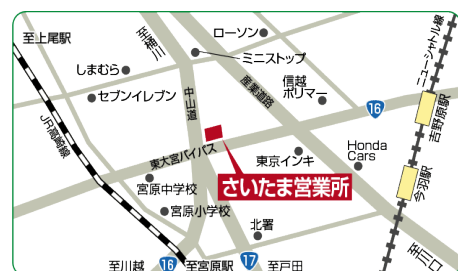 至上尾駅
至桶川
ローソン
ミニストップ
ニューシャトル線
しまむら
産業道路
信越
ポリマー
セブンイレブン
中山道
16
吉野原駅
JR高崎線
東大宮バイパス
東京インキ
Honda
Cars
今羽駅
宮原中学校
さいたま営業所
宮原小学校
北署
至川越
16
至宮原駅
17
至戸田
至川口